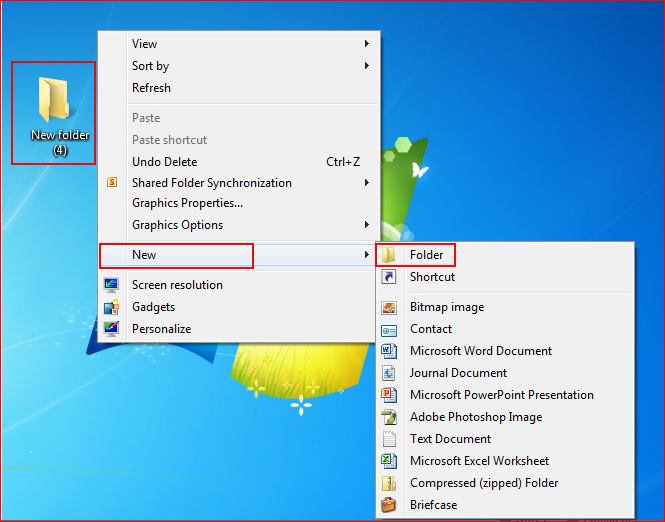 New folder
(4)
View
Sort by
Refresh
Paste
Paste shortcut
Undo Delete Ctrl+Z
Shared Folder Synchronization
Graphics Properties...
Graphics Options
New
Screen resolution
Gadgets
Personalize
Folder
Shortcut
Bitmap image
Contact
Microsoft Word Document
Journal Document
Microsoft PowerPoint Presentation
Adobe Photoshop Image
Text Document
Microsoft Excel Worksheet
Compressed (zipped) Folder
Briefcase